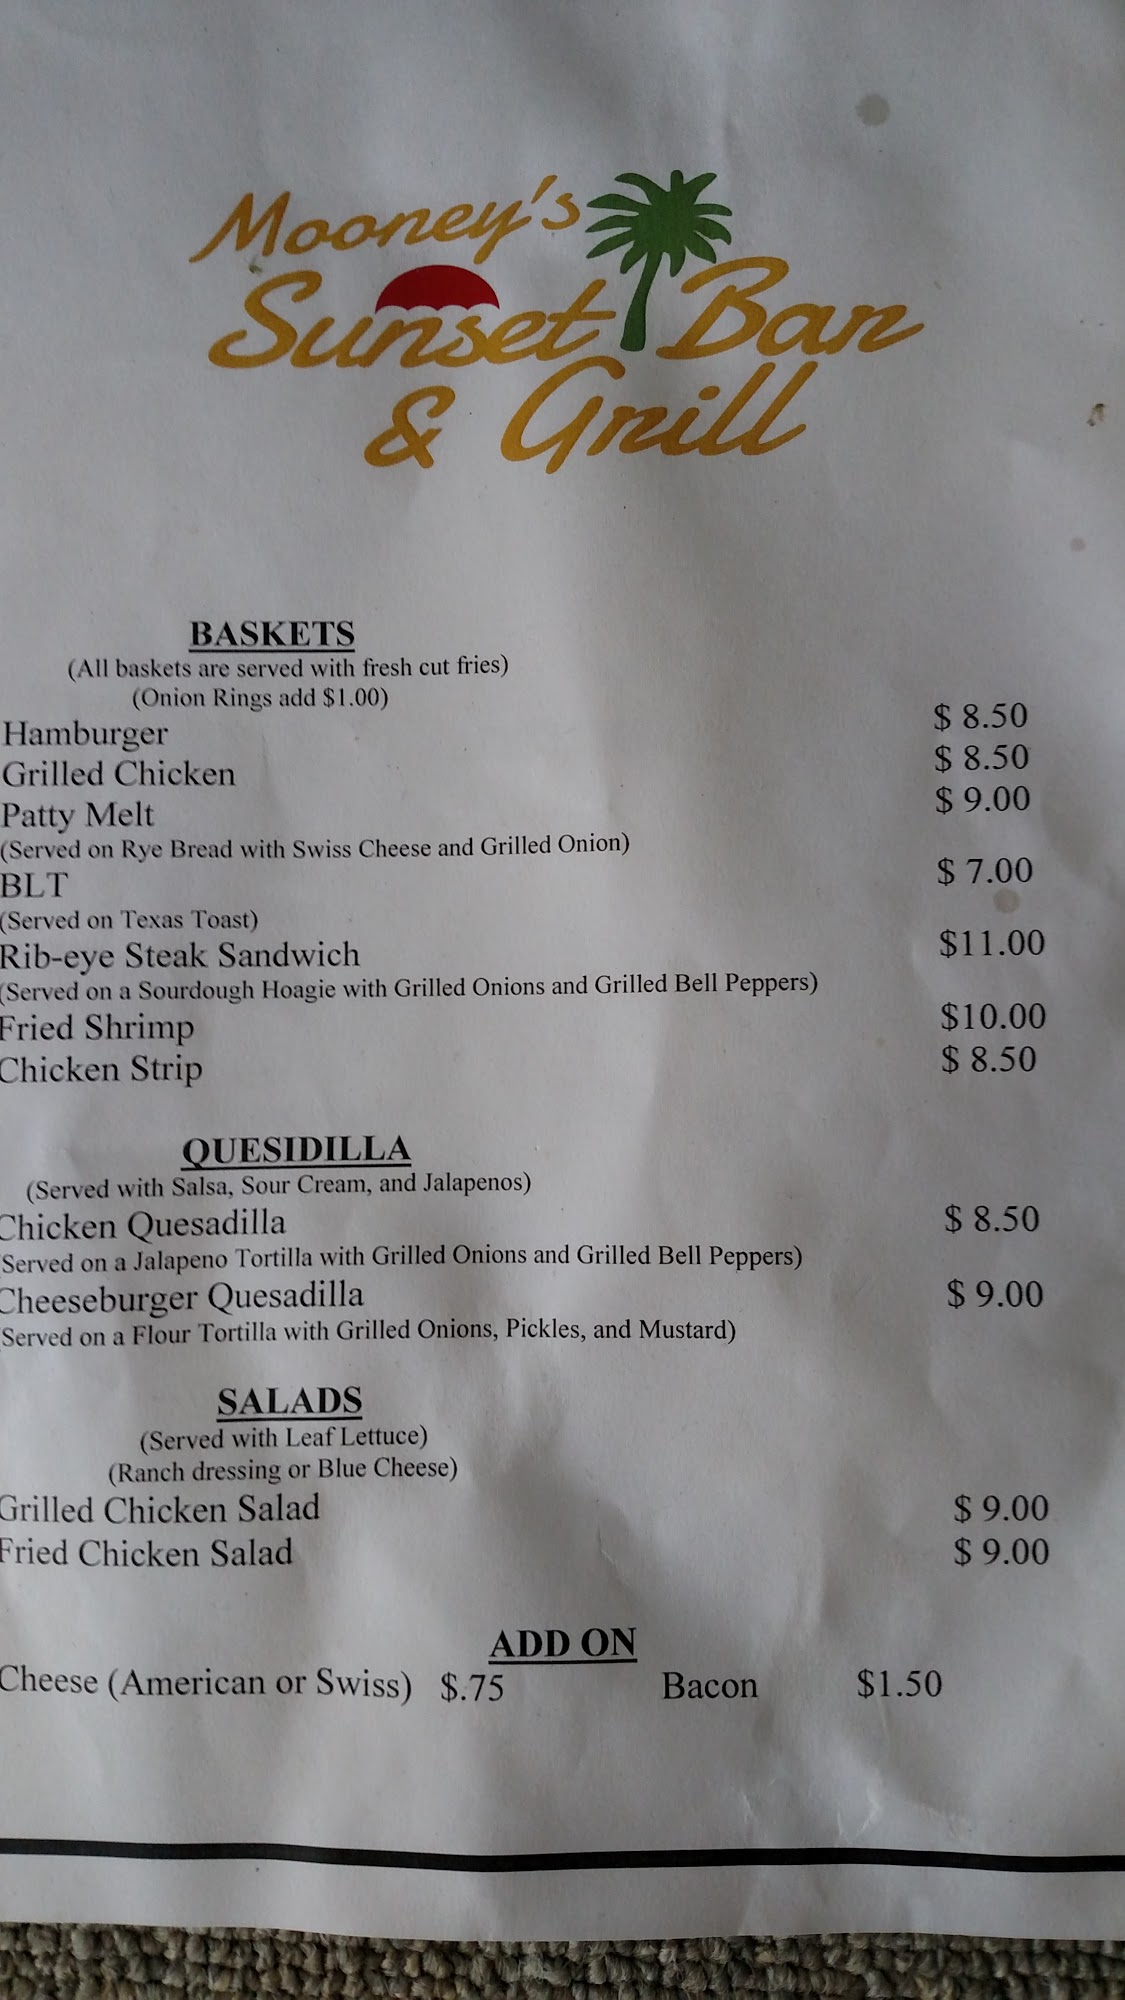 Mooney's
Sunset Bar
& Grill
BASKETS
(All baskets are served with fresh cut fries)
(Onion Rings add $1.00)
Hamburger $ 8.50
Grilled Chicken $ 8.50
Patty Melt $ 9.00
(Served on Rye Bread with Swiss Cheese and Grilled Onion)
BLT $ 7.00
(Served on Texas Toast)
Rib-eye Steak Sandwich $11.00
(Served on a Sourdough Hoagie with Grilled Onions and Grilled Bell Peppers)
Fried Shrimp $10.00
Chicken Strip $ 8.50
QUESIDILLA
(Served with Salsa, Sour Cream, and Jalapenos)
Chicken Quesadilla $ 8.50
(Served on a Jalapeno Tortilla with Grilled Onions and Grilled Bell Peppers)
Cheeseburger Quesadilla $ 9.00
(Served on a Flour Tortilla with Grilled Onions, Pickles, and Mustard)
SALADS
(Served with Leaf Lettuce)
(Ranch dressing or Blue Cheese)
Grilled Chicken Salad $ 9.00
Fried Chicken Salad $ 9.00
ADD ON
Cheese (American or Swiss) $.75 Bacon $1.50